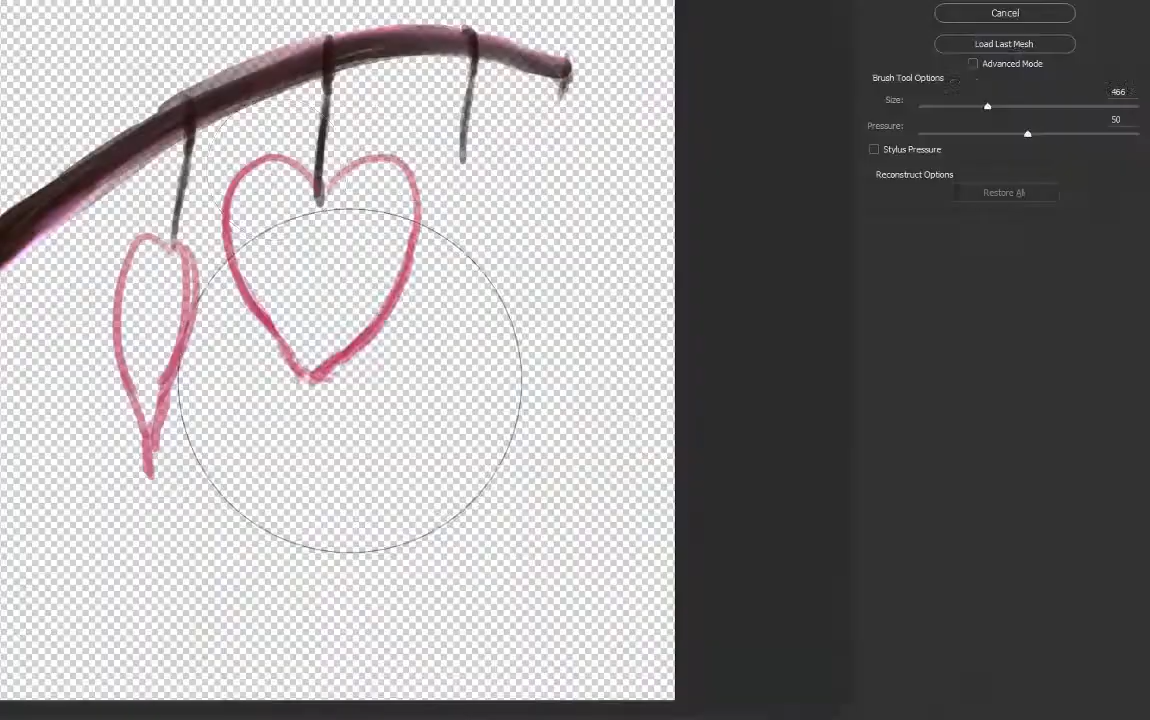 Cancel
Load Last Mesh
Advanced Mode
Brush Tool Options
Size:
466
Pressure:
50
Stylus Pressure
Reconstruct Options
Restore All